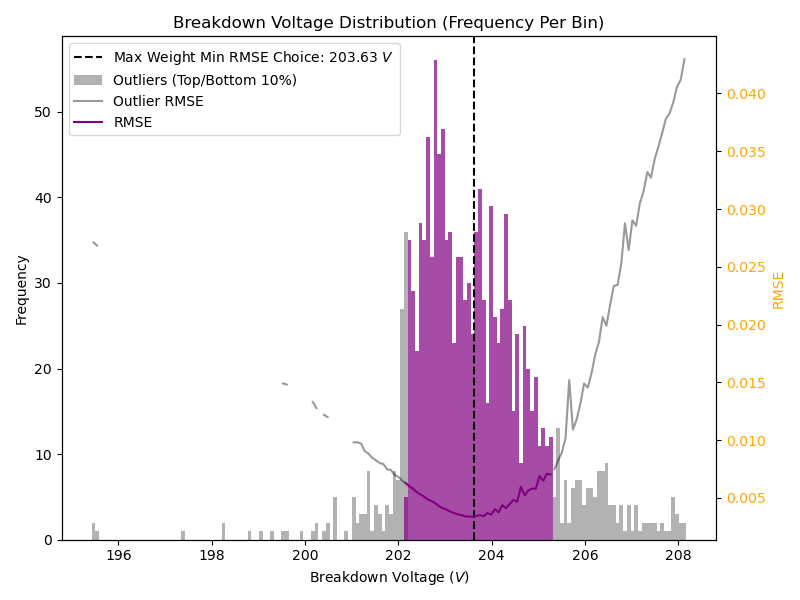 Breakdown Voltage Distribution (Frequency Per Bin)
Max Weight Min RMSE Choice: 203.63 V
Outliers (Top/Bottom 10%)
Outlier RMSE
RMSE
Frequency
0
10
20
30
40
50
196
198
200
202
204
206
208
Breakdown Voltage (V)
0.040
0.035
0.030
0.025
0.020
0.015
0.010
0.005
RMSE